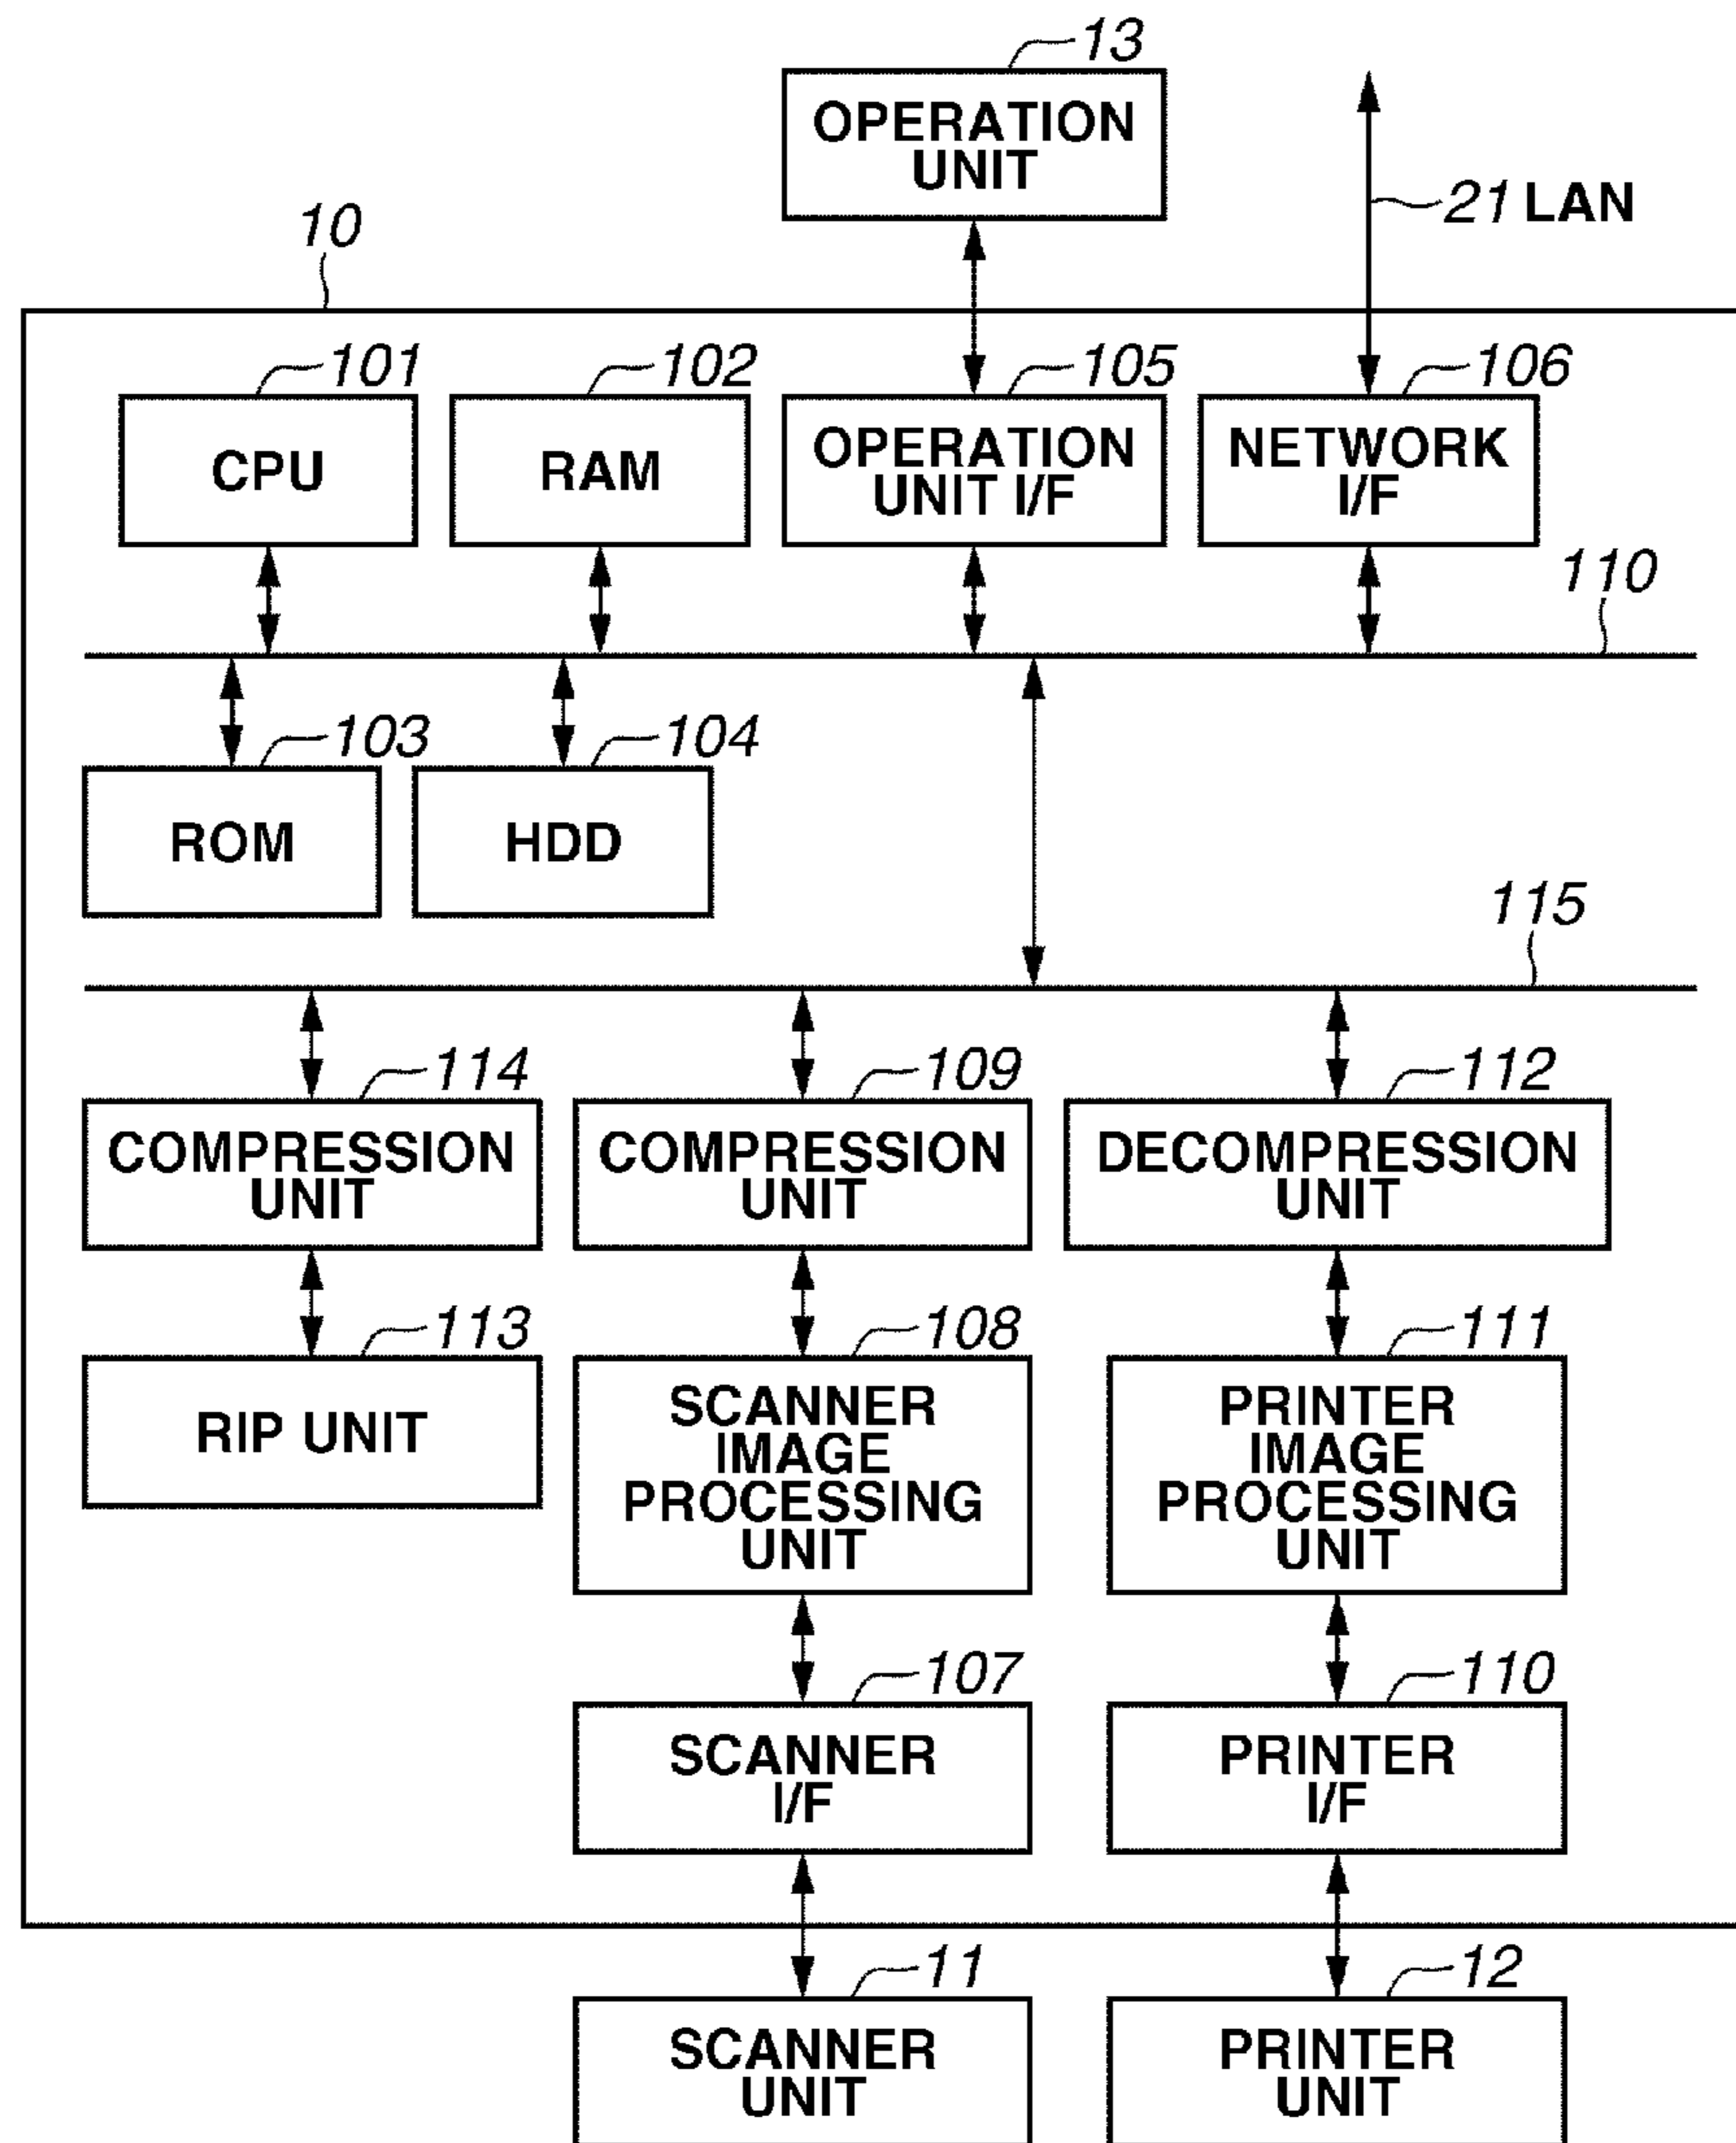 13
OPERATION
UNIT
21 LAN
10
101
102
105
106
CPU
RAM
OPERATION
UNIT I/F
NETWORK
I/F
110
103
104
ROM
HDD
115
114
109
112
COMPRESSION
UNIT
COMPRESSION
UNIT
DECOMPRESSION
UNIT
113
108
111
RIP UNIT
SCANNER
IMAGE
PROCESSING
UNIT
PRINTER
IMAGE
PROCESSING
UNIT
107
110
SCANNER
I/F
PRINTER
I/F
11
12
SCANNER
UNIT
PRINTER
UNIT